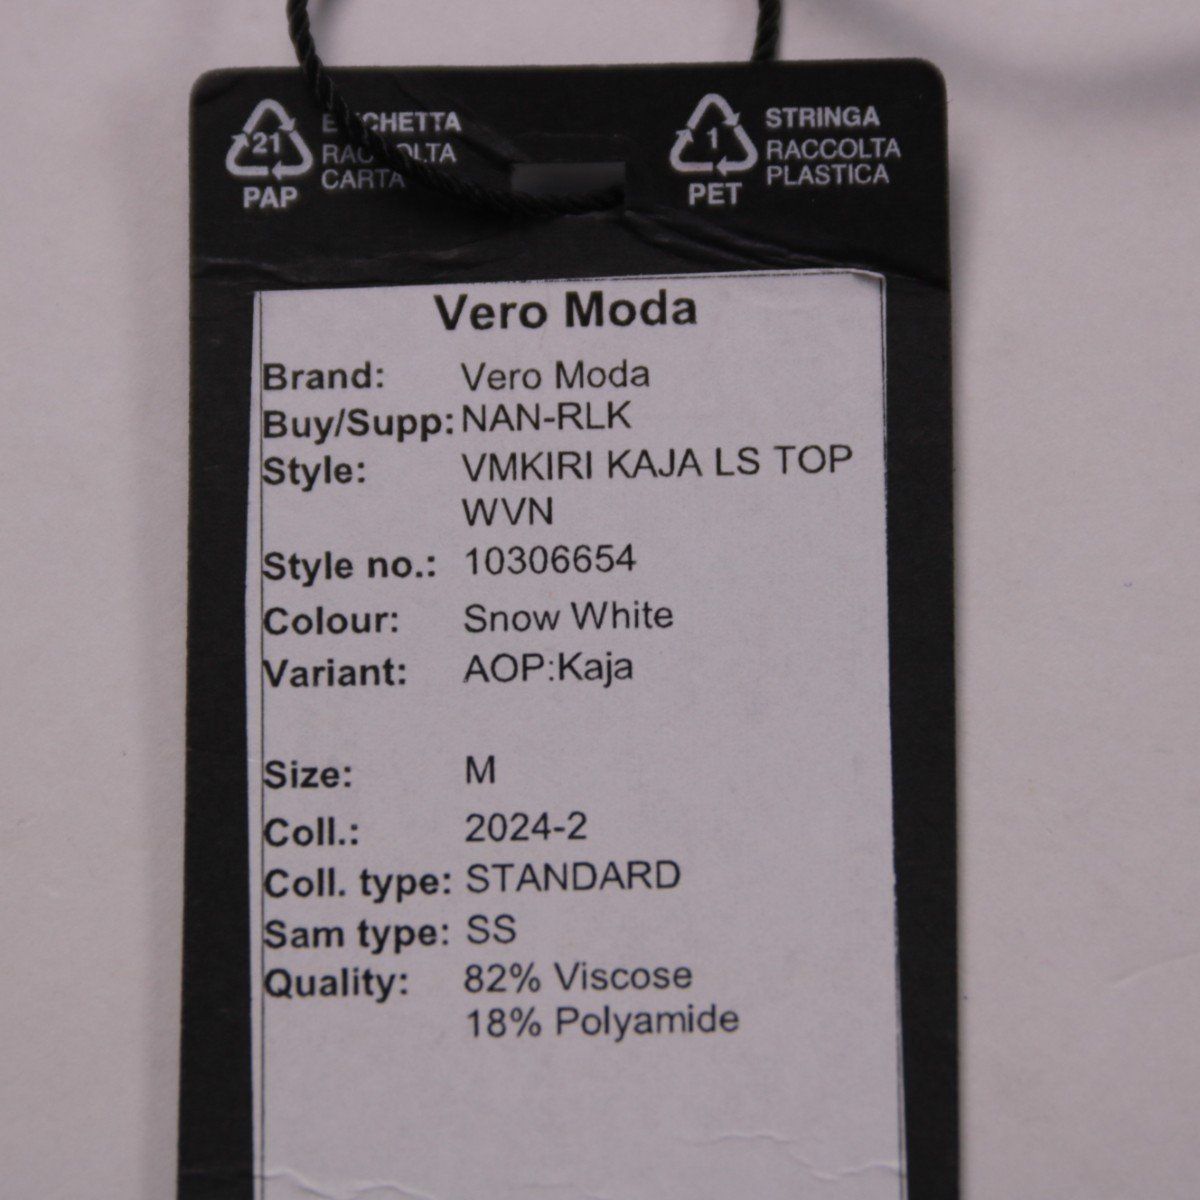 21
PAP
ETICHETTA
RACCOLTA
CARTA
1
PET
STRINGA
RACCOLTA
PLASTICA
Vero Moda
Brand: Vero Moda
Buy/Supp: NAN-RLK
Style: VMKIRI KAJA LS TOP
WVN
Style no.: 10306654
Colour: Snow White
Variant: AOP:Kaja
Size: M
Coll.: 2024-2
Coll. type: STANDARD
Sam type: SS
Quality: 82% Viscose
18% Polyamide